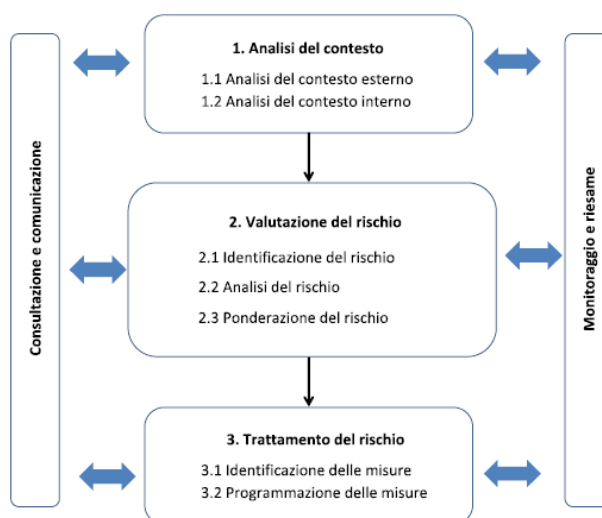 1. Analisi del contesto
1.1 Analisi del contesto esterno
1.2 Analisi del contesto interno
Consultazione e comunicazione
2. Valutazione del rischio
2.1 Identificazione del rischio
2.2 Analisi del rischio
2.3 Ponderazione del rischio
Monitoraggio e riesame
3. Trattamento del rischio
3.1 Identificazione delle misure
3.2 Programmazione delle misure